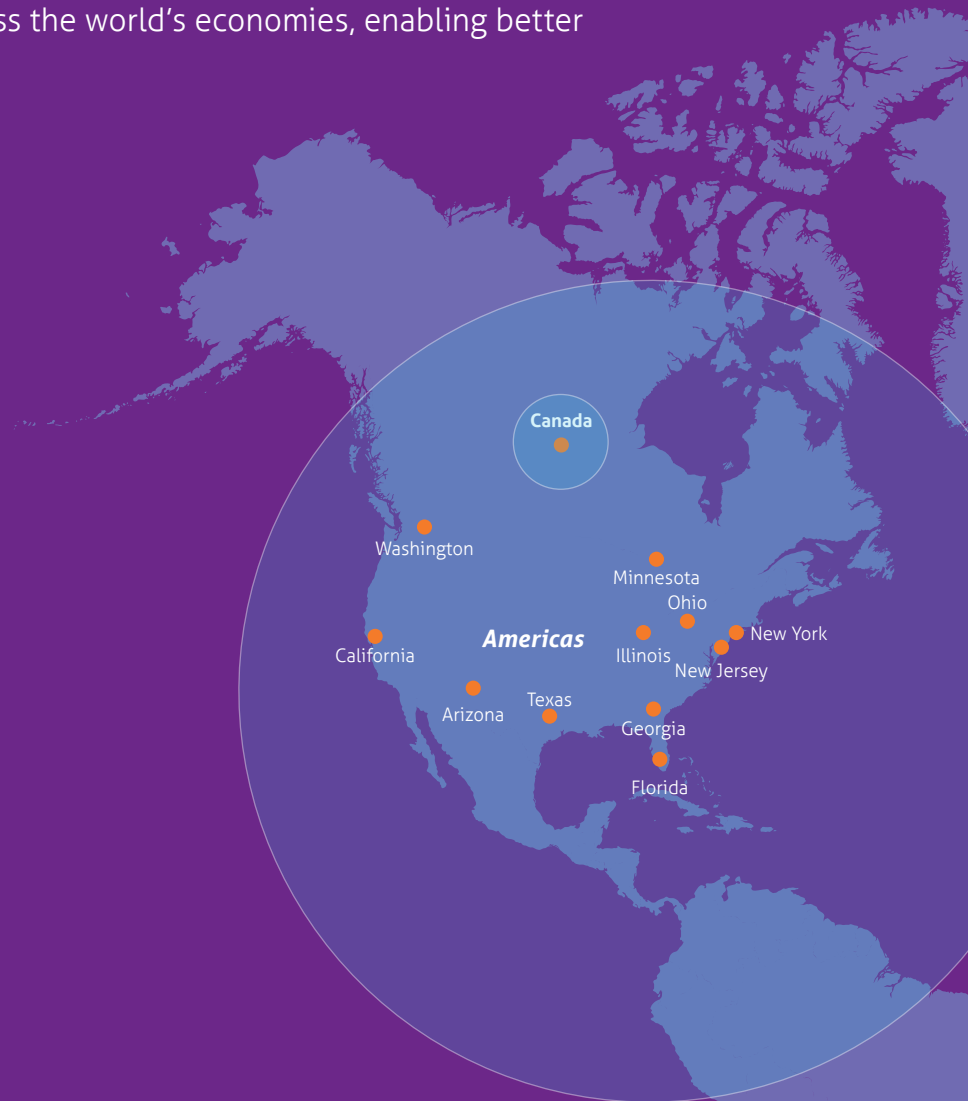 ss the world’s economies, enabling better
Canada
Washington
Minnesota
Ohio
New York
Americas
California
Illinois
New Jersey
Texas
Arizona
Georgia
Florida